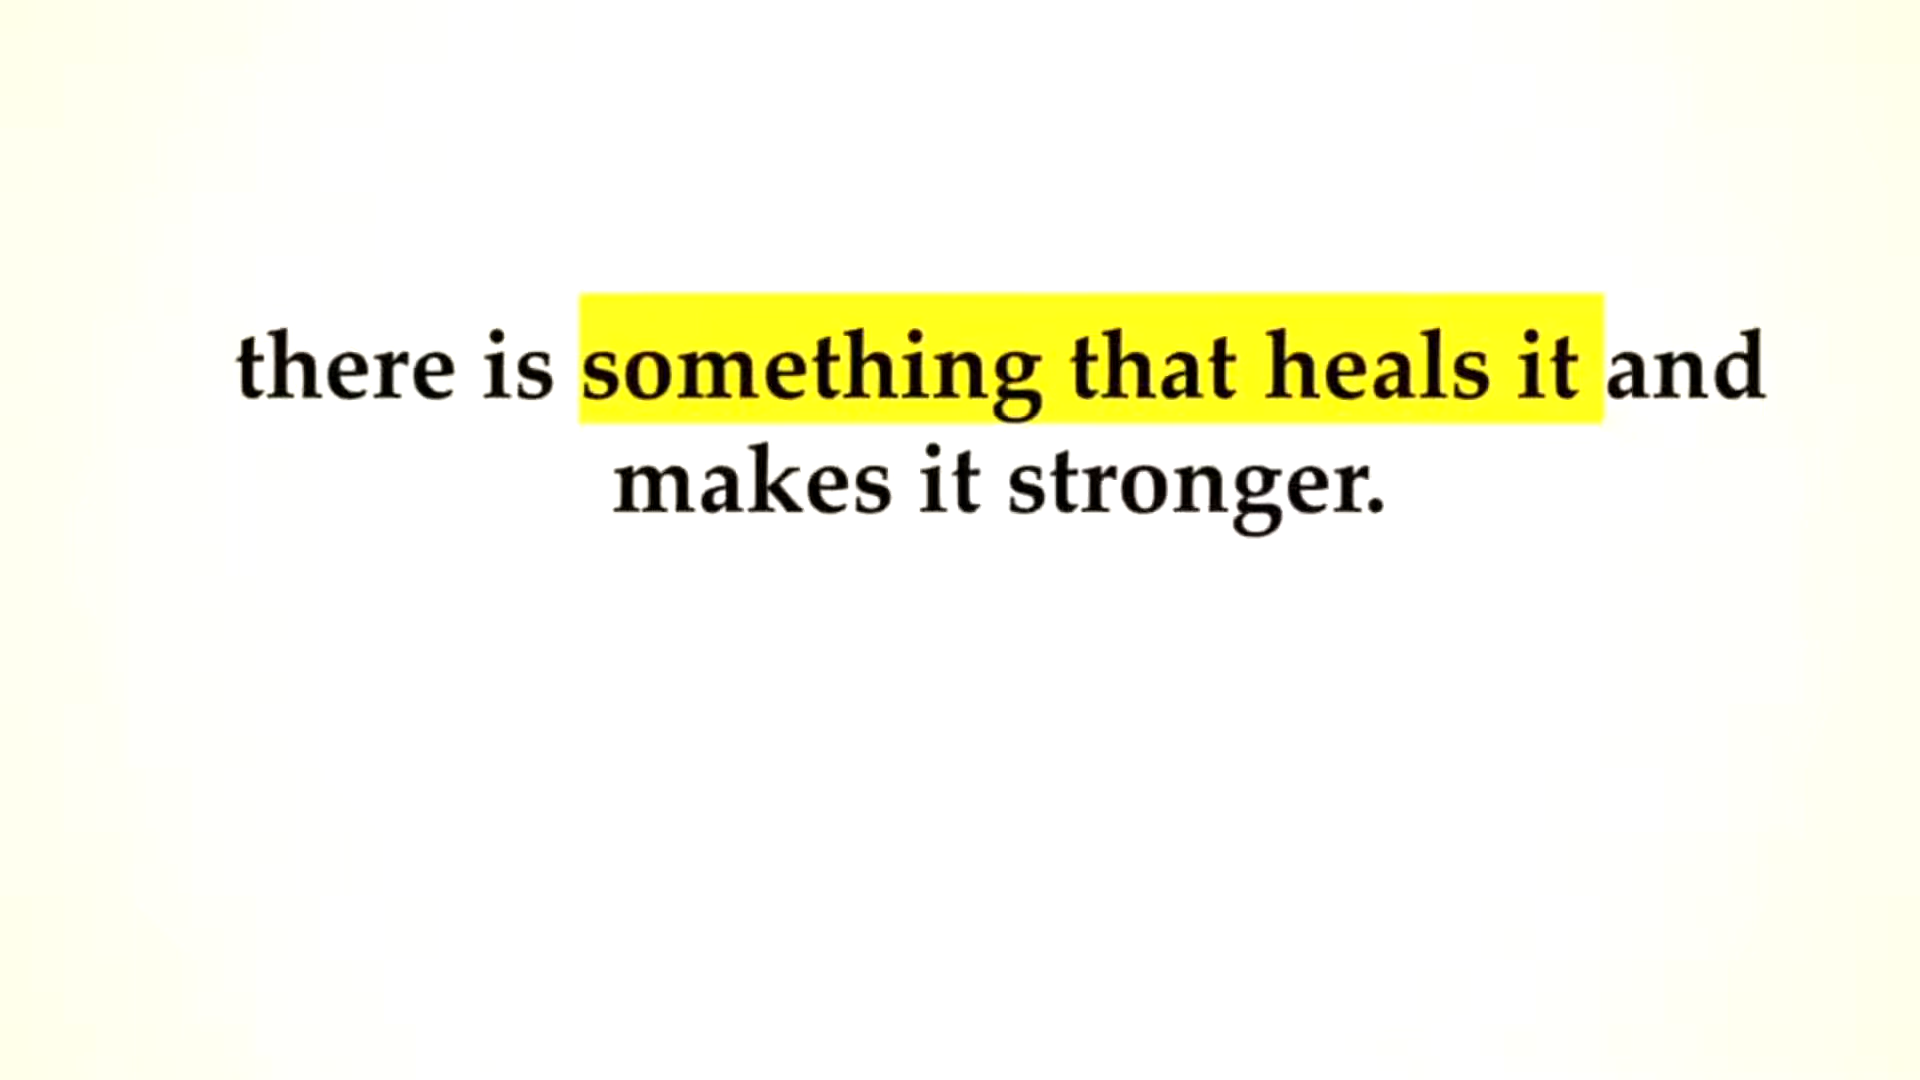 there is something that heals it and
makes it stronger.